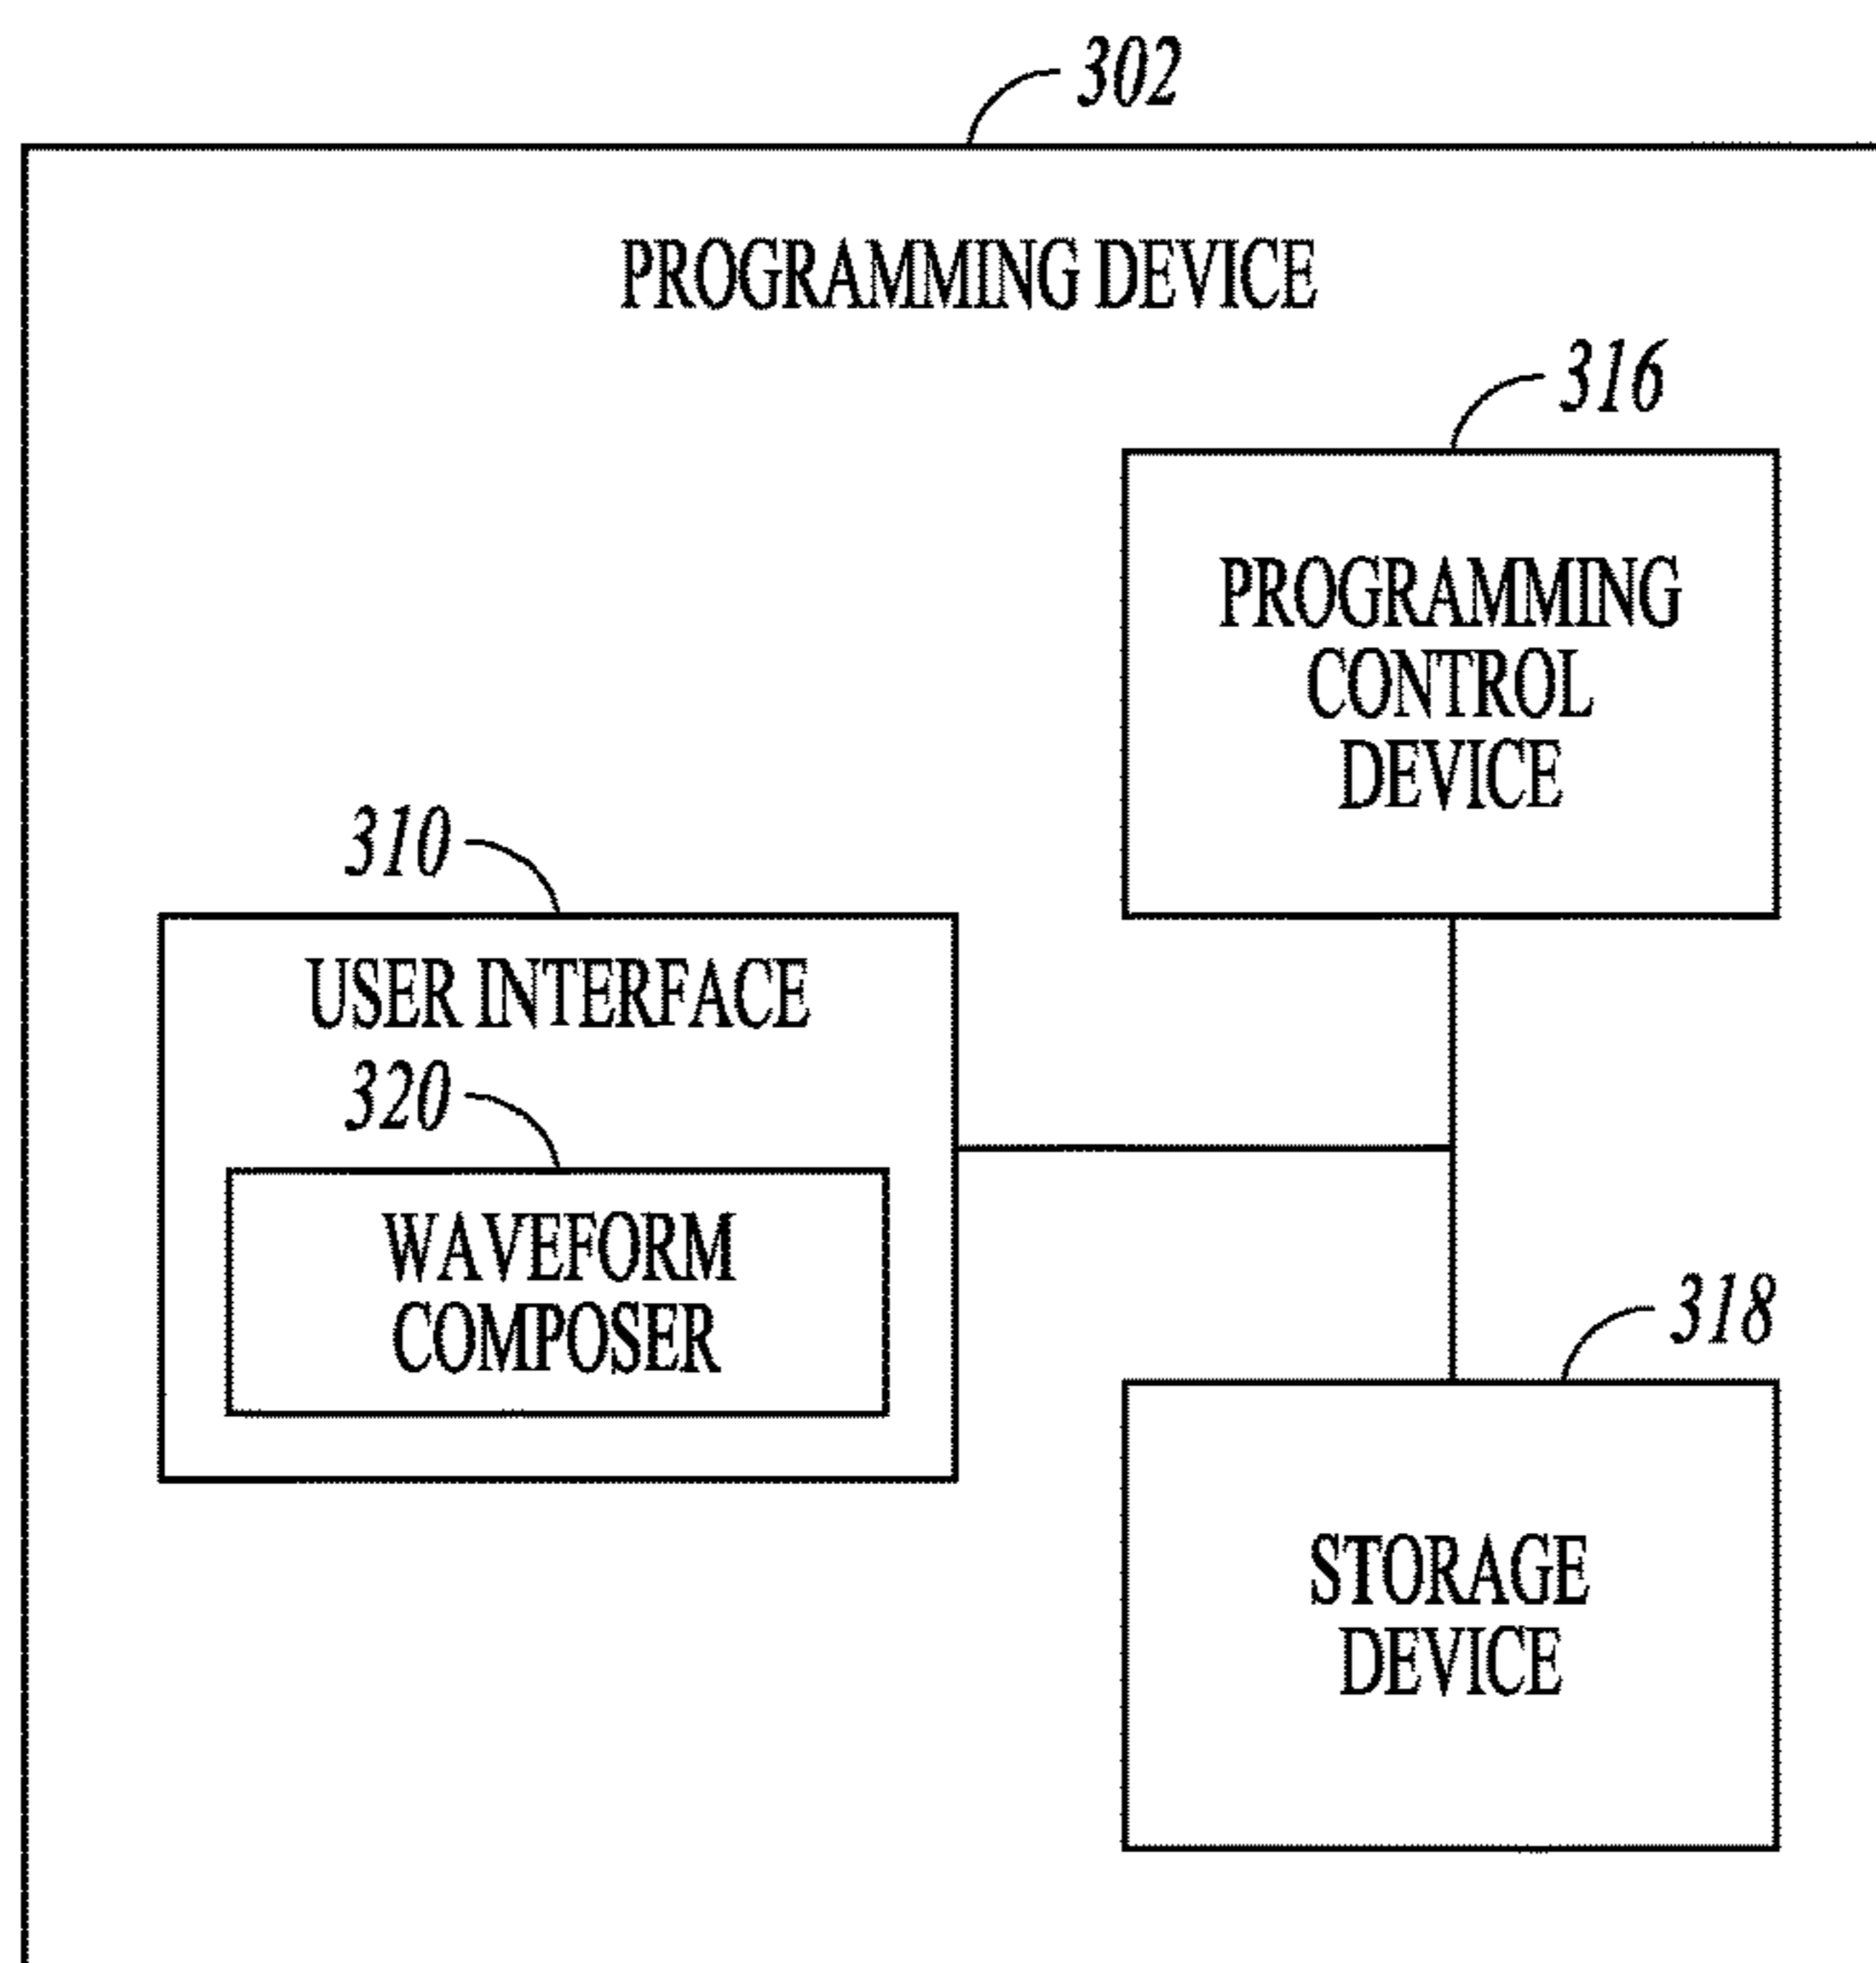 302
PROGRAMMING DEVICE
316
PROGRAMMING
CONTROL
DEVICE
310
USER INTERFACE
320
WAVEFORM
COMPOSER
318
STORAGE
DEVICE